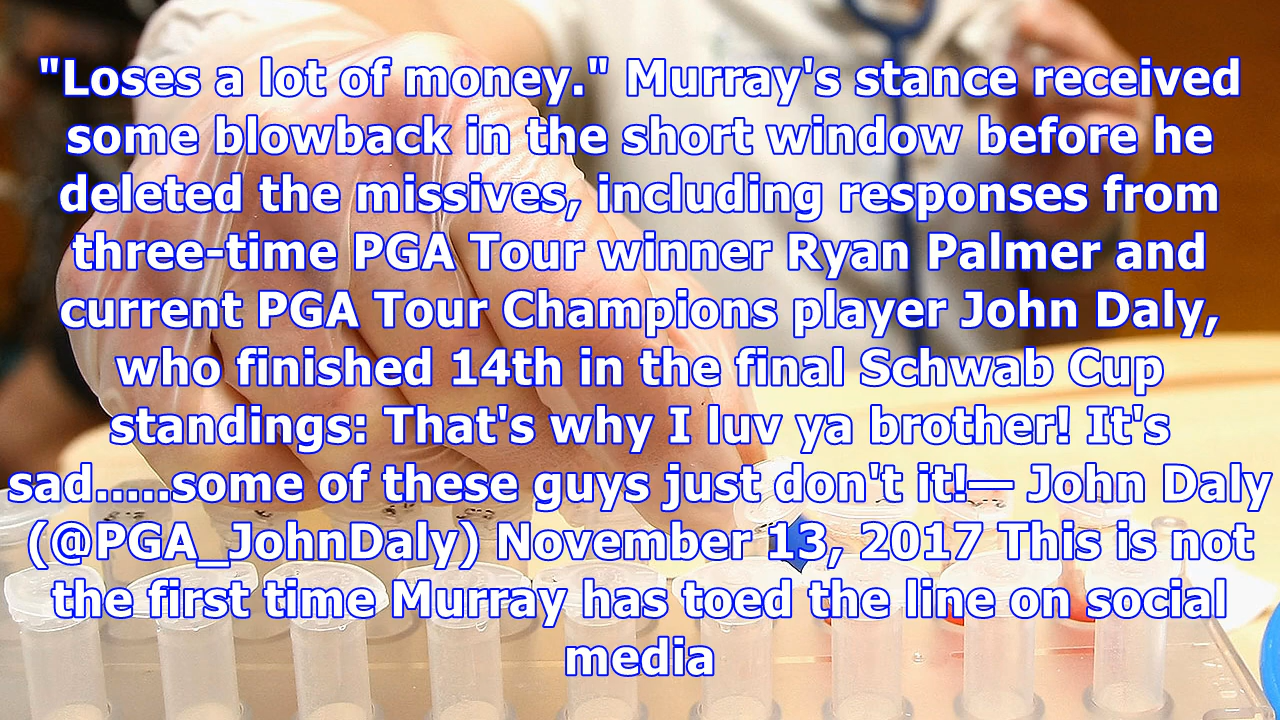 "Loses a lot of money." Murray's stance received
some blowback in the short window before he
deleted the missives, including responses from
three-time PGA Tour winner Ryan Palmer and
current PGA Tour Champions player John Daly,
who finished 14th in the final Schwab Cup
standings: That's why I luv ya brother! It's
sad.....some of these guys just don't it!— John Daly
(@PGA_JohnDaly) November 13, 2017 This is not
the first time Murray has toed the line on social
media